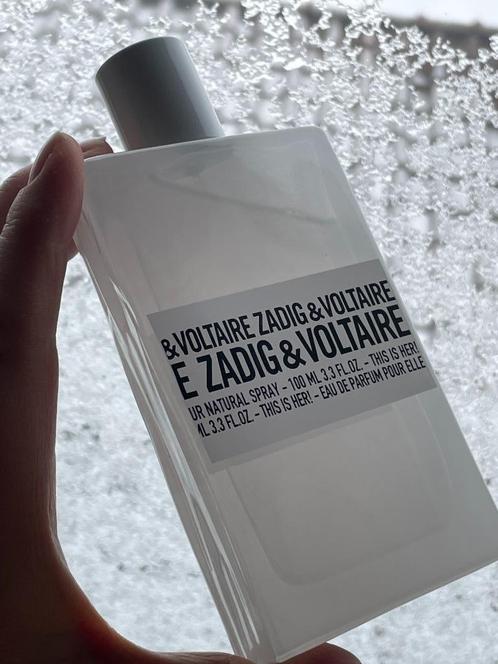 &VOLTAIRE ZADIG&VOLTAIRE
E ZADIG&VOLTAIRE
UR NATURAL SPRAY – 100 ML 3.3 FL.OZ. – THIS IS HER!
ML 3.3 FL.OZ. – THIS IS HER! – EAU DE PARFUM POUR ELLE